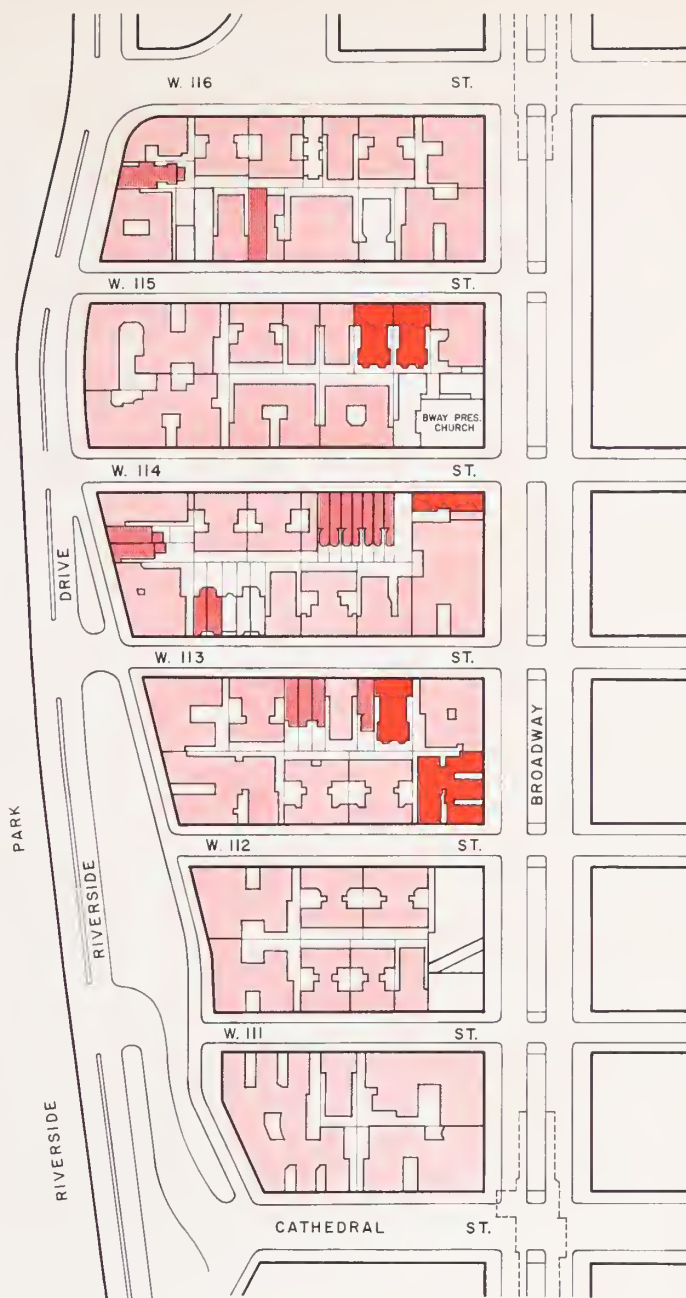 W. 116 ST.
W. 115 ST.
BWAY PRES.
CHURCH
W. 114 ST.
DRIVE
W. 113 ST.
BROADWAY
PARK
W. 112 ST.
RIVERSIDE
W. 111 ST.
RIVERSIDE
CATHEDRAL ST.